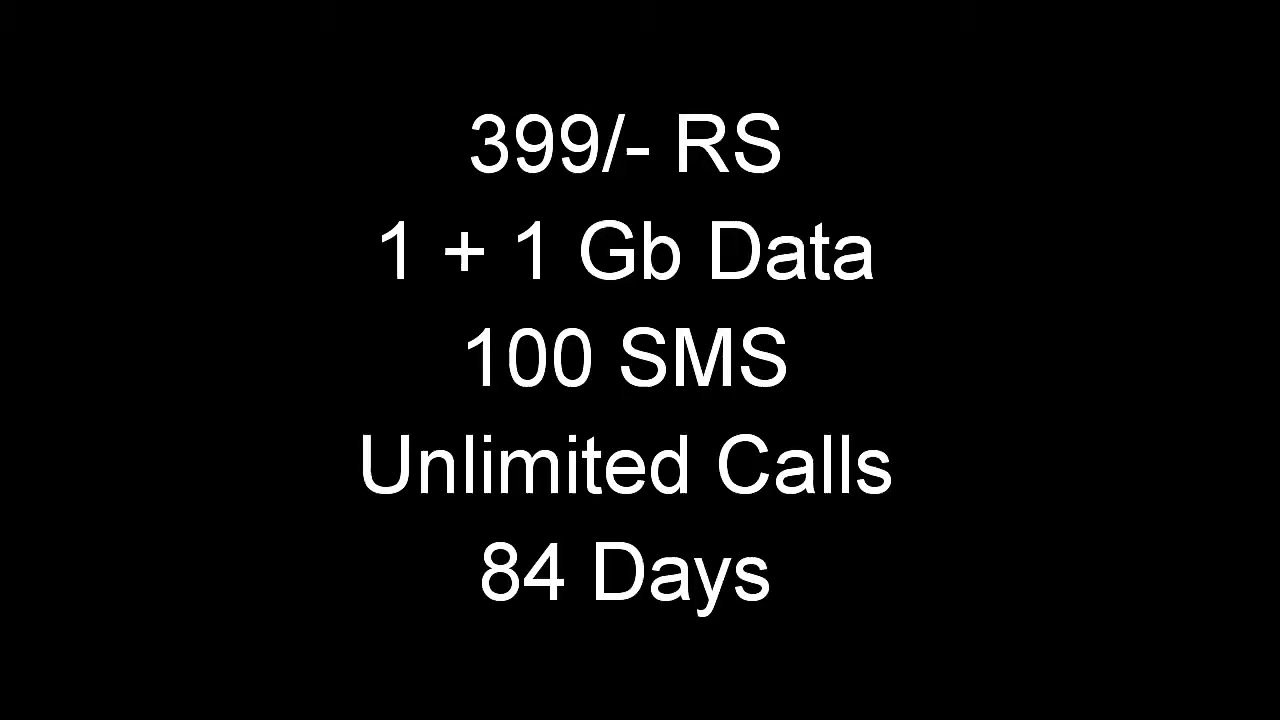 399/- RS
1 + 1 Gb Data
100 SMS
Unlimited Calls
84 Days